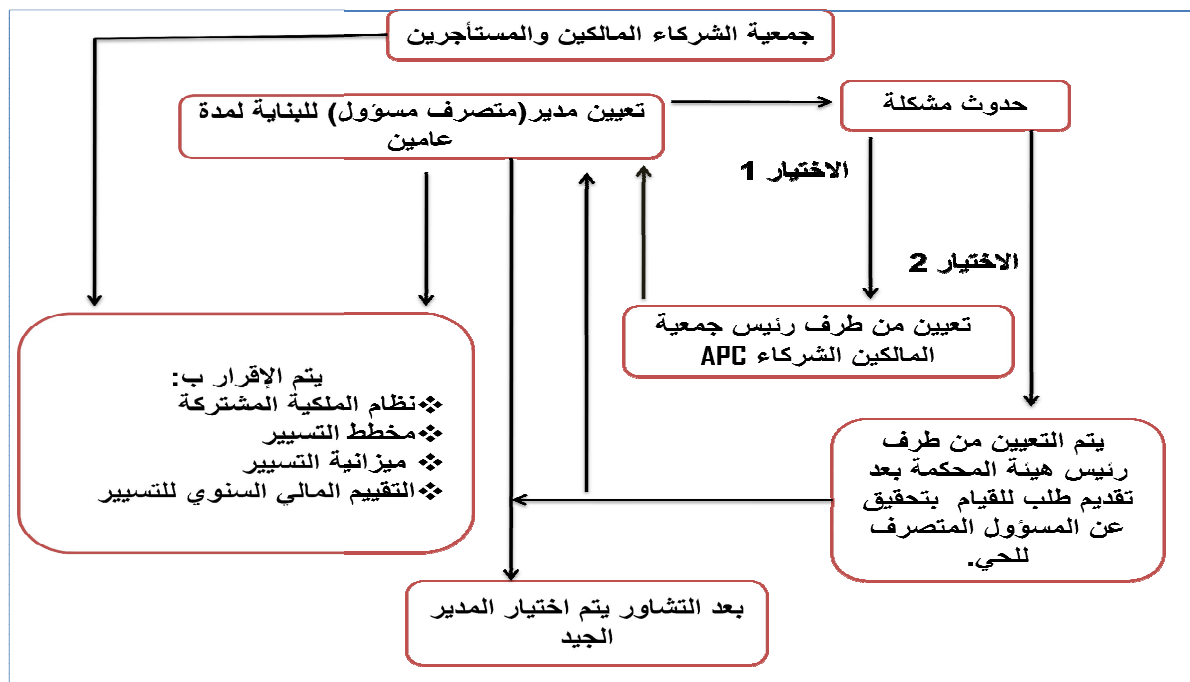 جمعية الشركاء المالكين والمستأجرين
حدوث مشكلة
تعيين مدير(متصرف مسؤول) للبناية لمدة
عامين
الاختيار 1
الاختيار 2
تعيين من طرف رئيس جمعية
المالكين الشركاء APC
يتم الإقرار ب:
❖نظام الملكية المشتركة
❖مخطط التسيير
❖ ميزانية التسيير
❖التقييم المالي السنوي للتسيير
يتم التعيين من طرف
رئيس هيئة المحكمة بعد
تقديم طلب للقيام بتحقيق
عن المسؤول المتصرف
للحي.
بعد التشاور يتم اختيار المدير
الجيد